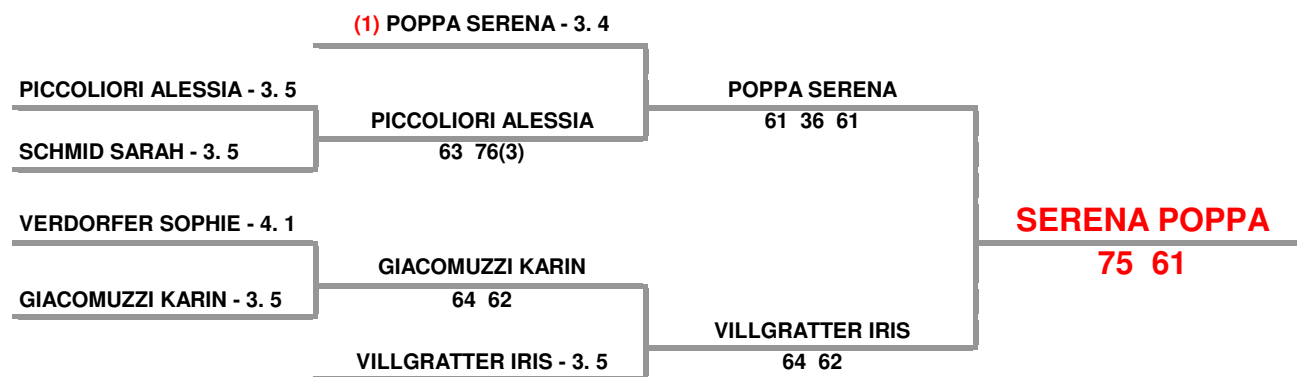 (1) POPPA SERENA - 3. 4
PICCOLIORI ALESSIA - 3. 5
POPPA SERENA
61 36 61
PICCOLIORI ALESSIA
63 76(3)
SCHMID SARAH - 3. 5
VERDORFER SOPHIE - 4. 1
SERENA POPPA
75 61
GIACOMUZZI KARIN
64 62
GIACOMUZZI KARIN - 3. 5
VILLGRATTER IRIS
64 62
VILLGRATTER IRIS - 3. 5